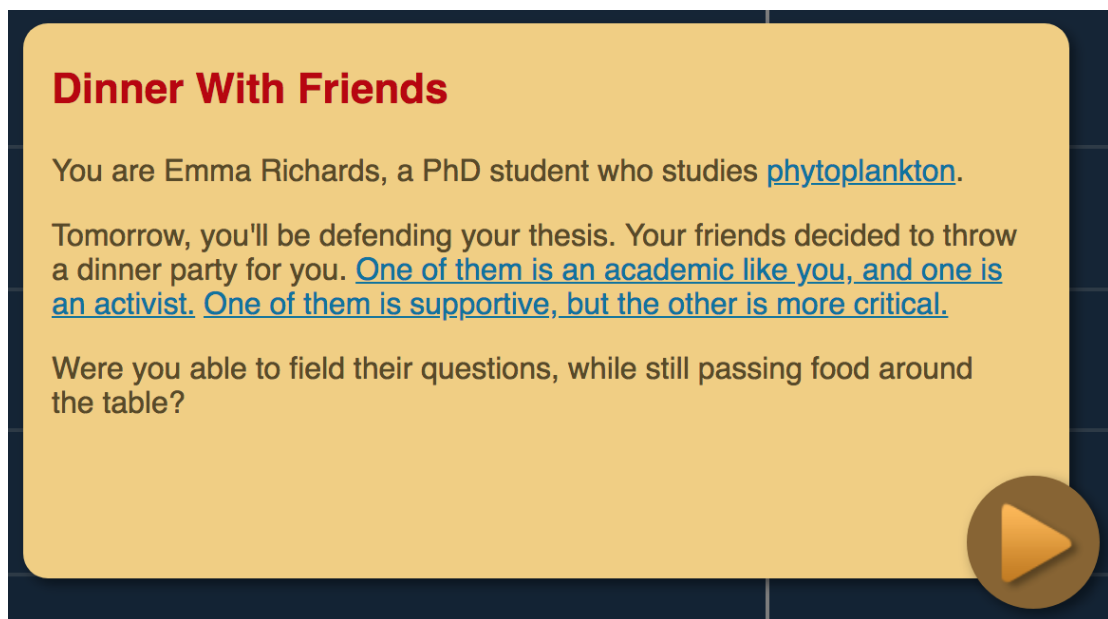 Dinner With Friends
You are Emma Richards, a PhD student who studies phytoplankton.
Tomorrow, you'll be defending your thesis. Your friends decided to throw
a dinner party for you. One of them is an academic like you, and one is
an activist. One of them is supportive, but the other is more critical.
Were you able to field their questions, while still passing food around
the table?